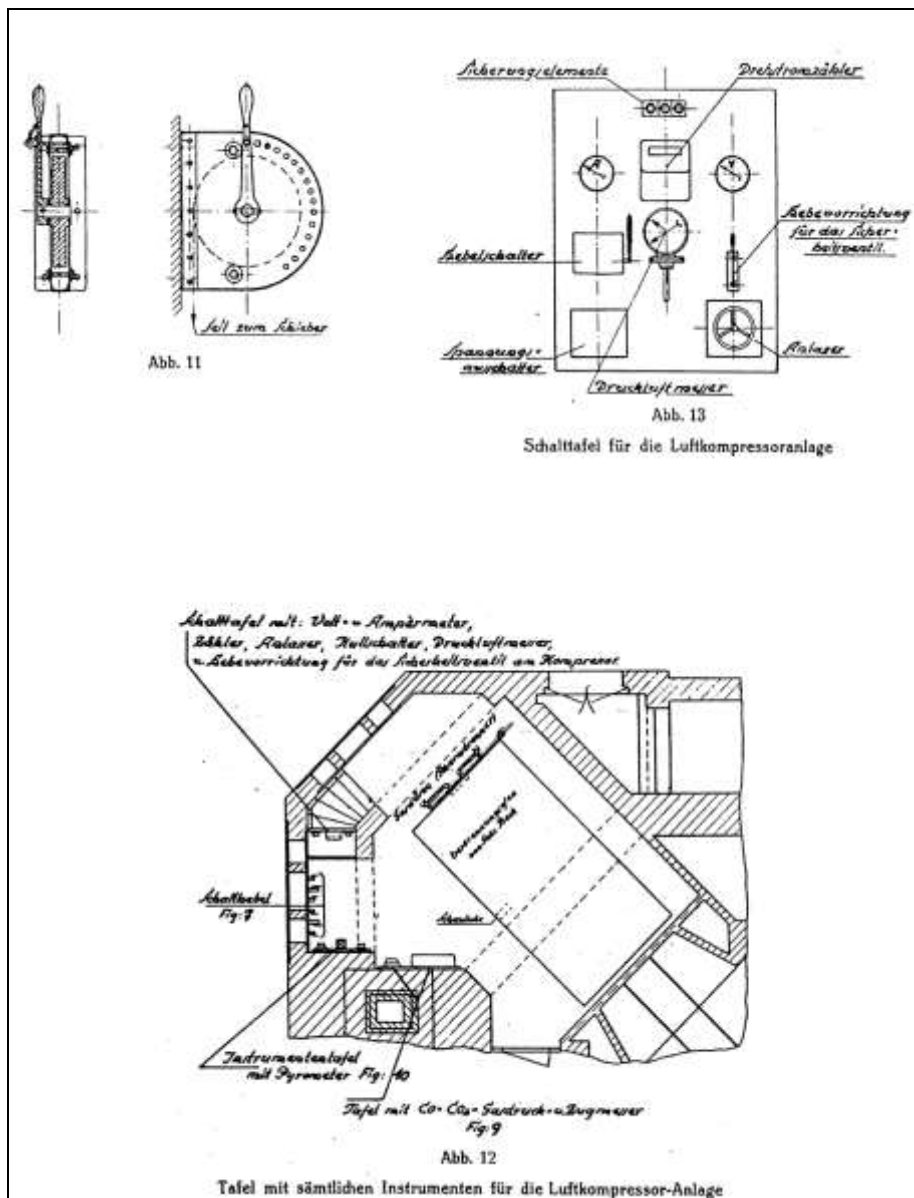 Seil zum Schieber
Abb. 11
Sicherungselemente
Drehstromzähler
A
V
Hebelschalter
Hebevorrichtung
für das Sicher-
heitsventil.
Spannungs-
umschalter
Anlasser
Druckluftmesser
Abb. 13
Schalttafel für die Luftkompressoranlage
Schalttafel mit: Volt- u Ampèrmeter,
Zähler, Anlasser, Druckluftmesser,
u. Hebevorrichtung für das Sicherheitsventil am Kompressor.
Schalthebel
Fig: 7
Instrumententafel
mit Pyrometer Fig: 10
Tafel mit CO- CO₂- Gasdruck- u. Zugmesser
Fig: 9
Abb. 12
Tafel mit sämtlichen Instrumenten für die Luftkompressor-Anlage